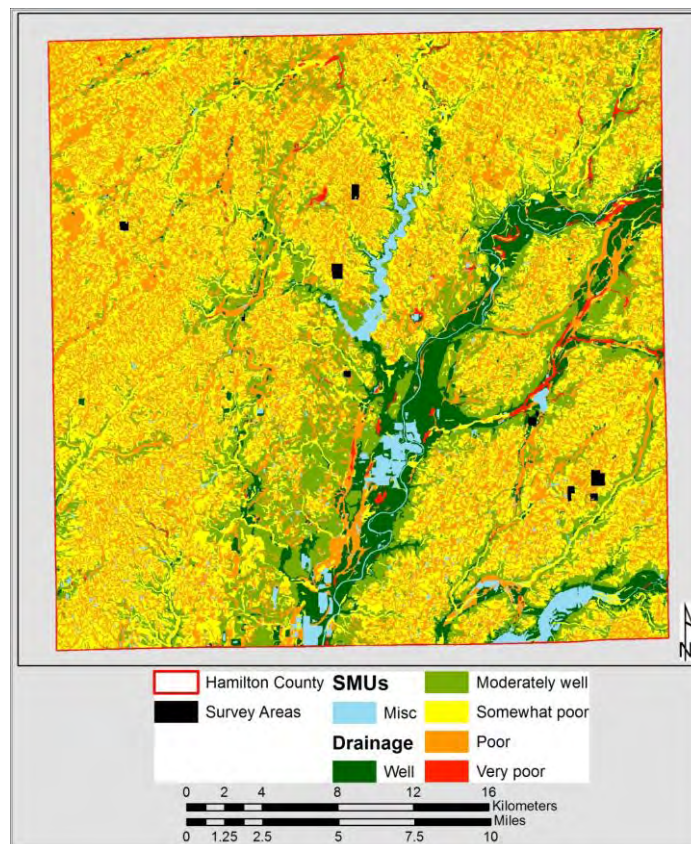 N
Hamilton County
Survey Areas
SMUs
Misc
Drainage
Well
Moderately well
Somewhat poor
Poor
Very poor
0 2 4 8 12 16
Kilometers
Miles
0 1.25 2.5 5 7.5 10